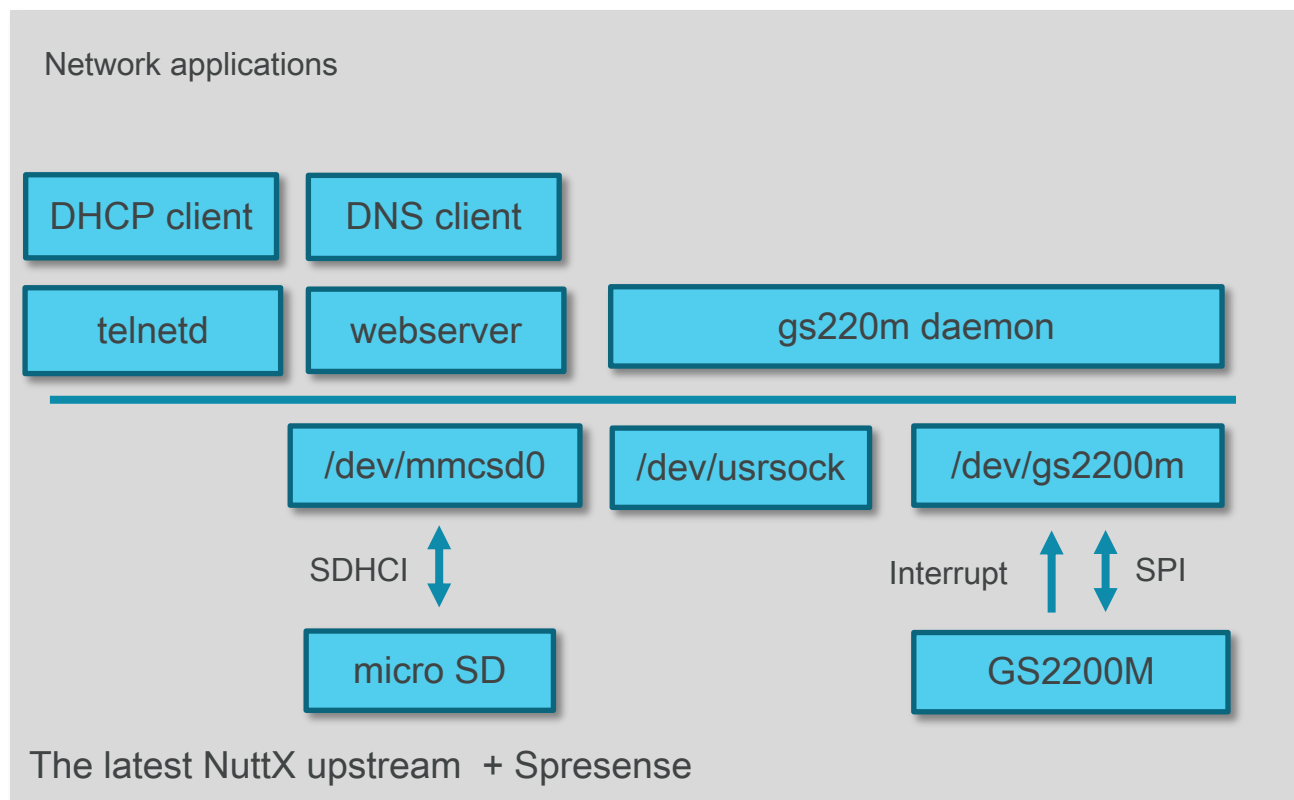 Network applications
DHCP client
DNS client
telnetd
webserver
gs220m daemon
/dev/mmcsd0
/dev/usrsock
/dev/gs2200m
SDHCI
Interrupt
SPI
micro SD
GS2200M
The latest NuttX upstream + Spresense